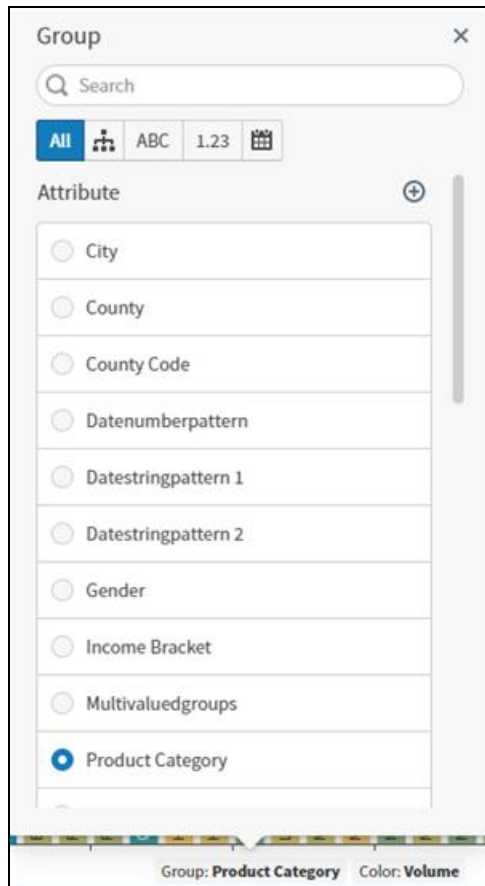 Group
Search
All ABC 1.23
Attribute
City
County
County Code
Datenumberpattern
Datestringpattern 1
Datestringpattern 2
Gender
Income Bracket
Multivaluedgroups
Product Category
Group: Product Category Color: Volume